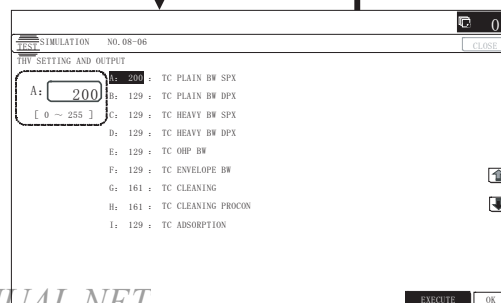 0
TEST SIMULATION NO.08-06
CLOSE
THV SETTING AND OUTPUT
A: 200
[ 0 ~ 255 ]
A: 200 : TC PLAIN BW SPX
B: 129 : TC PLAIN BW DPX
C: 129 : TC HEAVY BW SPX
D: 129 : TC HEAVY BW DPX
E: 129 : TC OHP BW
F: 129 : TC ENVELOPE BW
G: 161 : TC CLEANING
H: 161 : TC CLEANING PROCON
I: 129 : TC ADSORPTION
EXECUTE OK
UAL NET